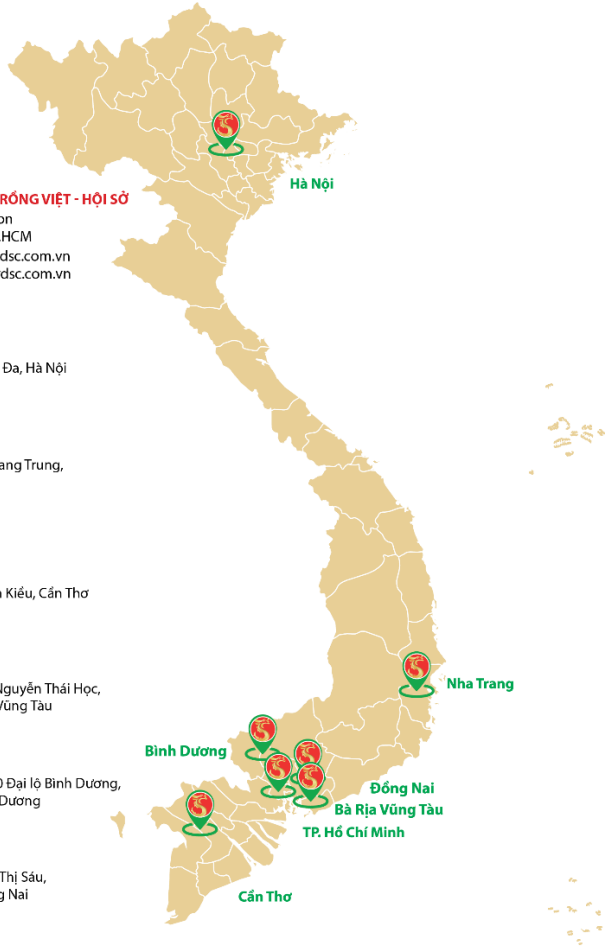 RỒNG VIỆT - HỘI SỞ
HCM
dsc.com.vn
dsc.com.vn
Đa, Hà Nội
ang Trung,
Kiều, Cần Thơ
Nguyễn Thái Học,
Vũng Tàu
0 Đại lộ Bình Dương,
Dương
Thị Sáu,
g Nai
Hà Nội
Nha Trang
Bình Dương
Đồng Nai
Bà Rịa Vũng Tàu
TP. Hồ Chí Minh
Cần Thơ